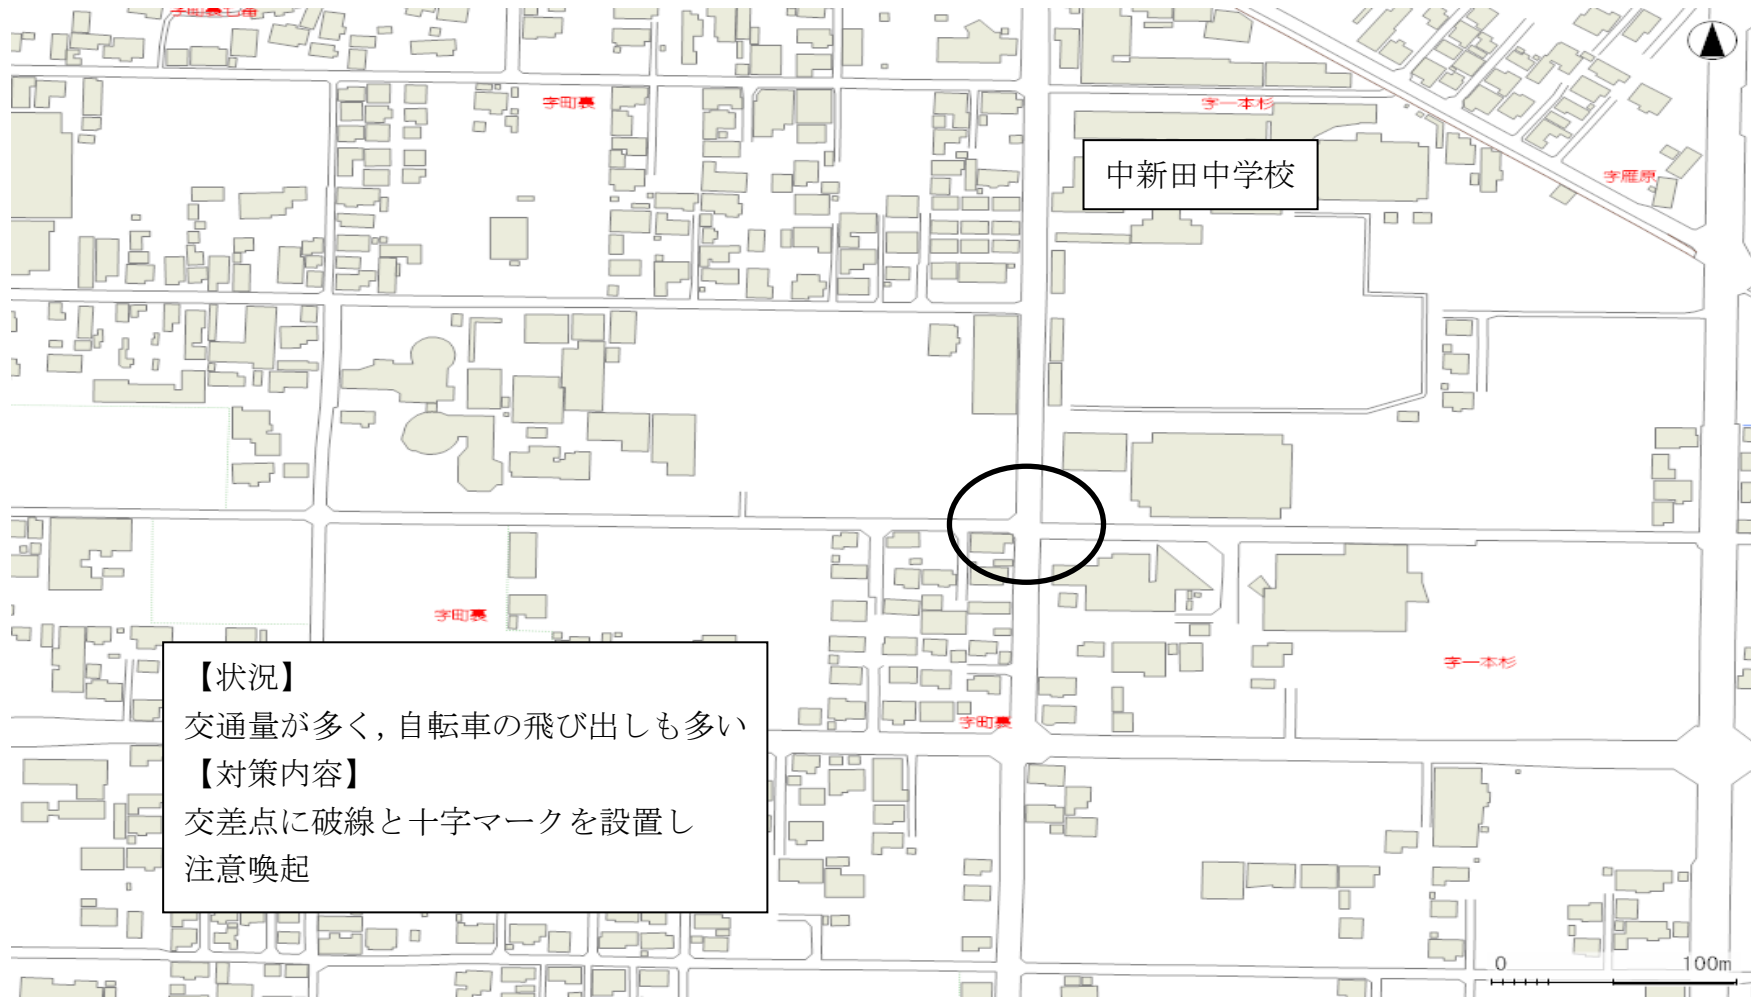 字町裏
字一本杉
中新田中学校
字雁原
字町裏
【状況】
交通量が多く,自転車の飛び出しも多い
【対策内容】
交差点に破線と十字マークを設置し
注意喚起
字一本杉
字町裏
0 100m